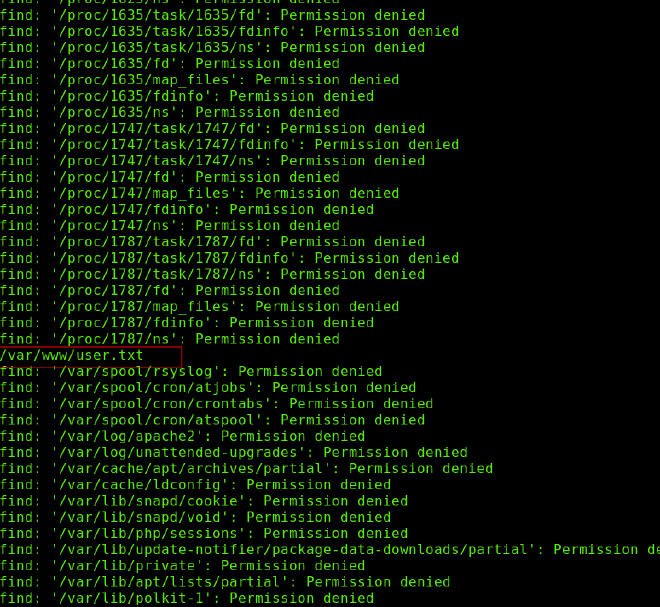 find: '/proc/1625/ns': Permission denied
find: '/proc/1635/task/1635/fd': Permission denied
find: '/proc/1635/task/1635/fdinfo': Permission denied
find: '/proc/1635/task/1635/ns': Permission denied
find: '/proc/1635/fd': Permission denied
find: '/proc/1635/map_files': Permission denied
find: '/proc/1635/fdinfo': Permission denied
find: '/proc/1635/ns': Permission denied
find: '/proc/1747/task/1747/fd': Permission denied
find: '/proc/1747/task/1747/fdinfo': Permission denied
find: '/proc/1747/task/1747/ns': Permission denied
find: '/proc/1747/fd': Permission denied
find: '/proc/1747/map_files': Permission denied
find: '/proc/1747/fdinfo': Permission denied
find: '/proc/1747/ns': Permission denied
find: '/proc/1787/task/1787/fd': Permission denied
find: '/proc/1787/task/1787/fdinfo': Permission denied
find: '/proc/1787/task/1787/ns': Permission denied
find: '/proc/1787/fd': Permission denied
find: '/proc/1787/map_files': Permission denied
find: '/proc/1787/fdinfo': Permission denied
find: '/proc/1787/ns': Permission denied
/var/www/user.txt
find: '/var/spool/rsyslog': Permission denied
find: '/var/spool/cron/atjobs': Permission denied
find: '/var/spool/cron/crontabs': Permission denied
find: '/var/spool/cron/atspool': Permission denied
find: '/var/log/apache2': Permission denied
find: '/var/log/unattended-upgrades': Permission denied
find: '/var/cache/apt/archives/partial': Permission denied
find: '/var/cache/ldconfig': Permission denied
find: '/var/lib/snapd/cookie': Permission denied
find: '/var/lib/snapd/void': Permission denied
find: '/var/lib/php/sessions': Permission denied
find: '/var/lib/update-notifier/package-data-downloads/partial': Permission de
find: '/var/lib/private': Permission denied
find: '/var/lib/apt/lists/partial': Permission denied
find: '/var/lib/polkit-1': Permission denied